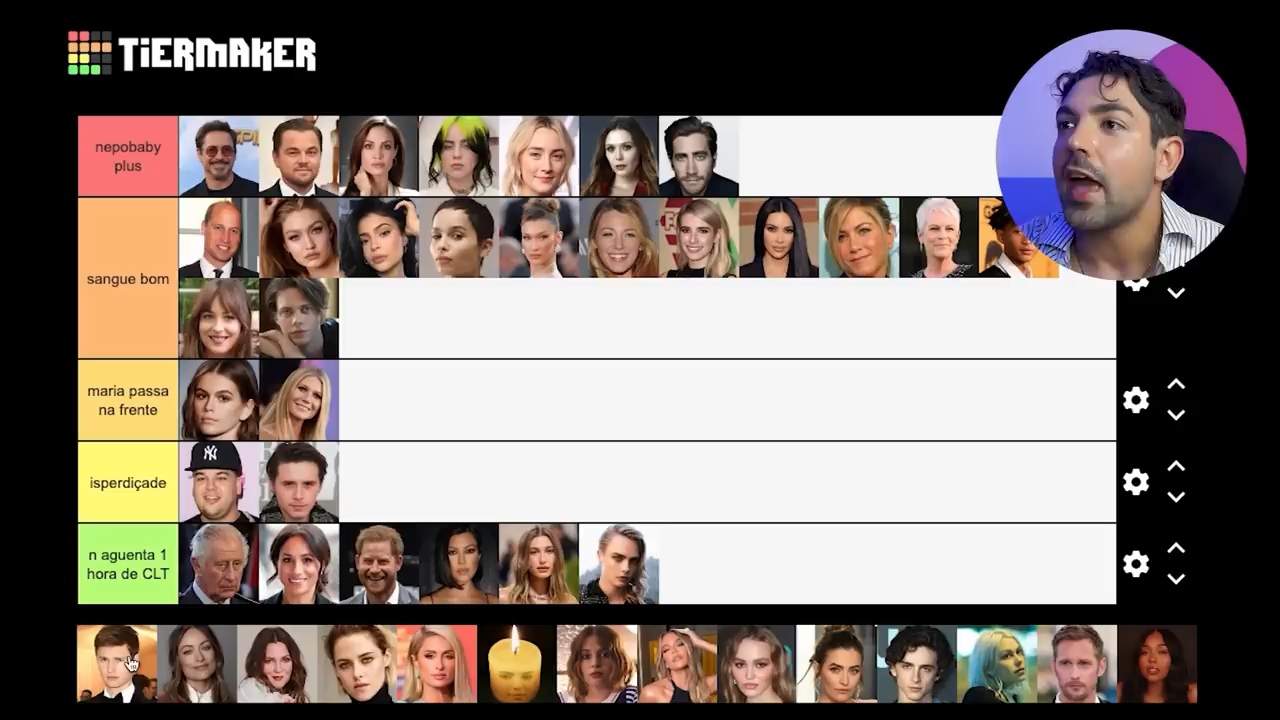 TiERMAKER
nepobaby
plus
sangue bom
maria passa
na frente
isperdiçade
n aguenta 1
hora de CLT